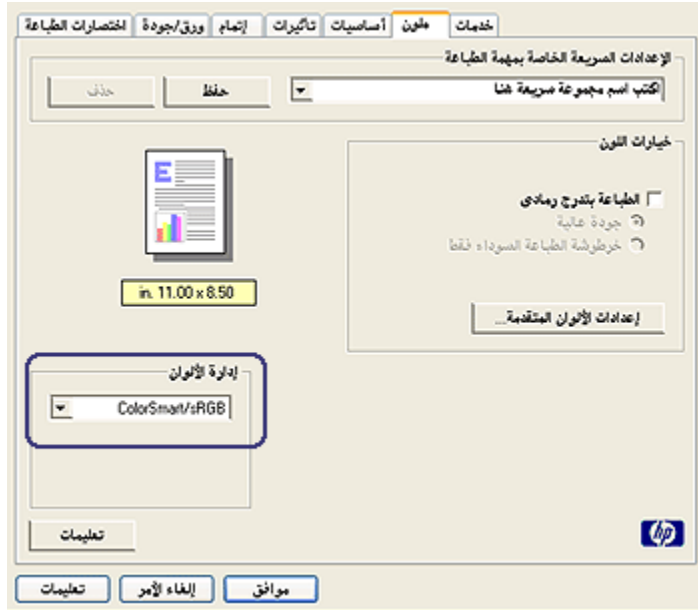 خدمات
ملون
أساسيات
تأثيرات
إتمام
ورق/جودة
اختصارات الطباعة
الإعدادات السريعة الخاصة بمهمة الطباعة
اكتب اسم مجموعة سريعة هنا
حفظ
حذف
خيارات اللون
الطباعة بتدرج رمادي
جودة عالية
خرطوشة الطباعة السوداء فقط
إعدادات الألوان المتقدمة...
E
in. 11.00 x 8.50
إدارة الألوان
ColorSmart/sRGB
تعليمات
hp
موافق
إلغاء الأمر
تعليمات